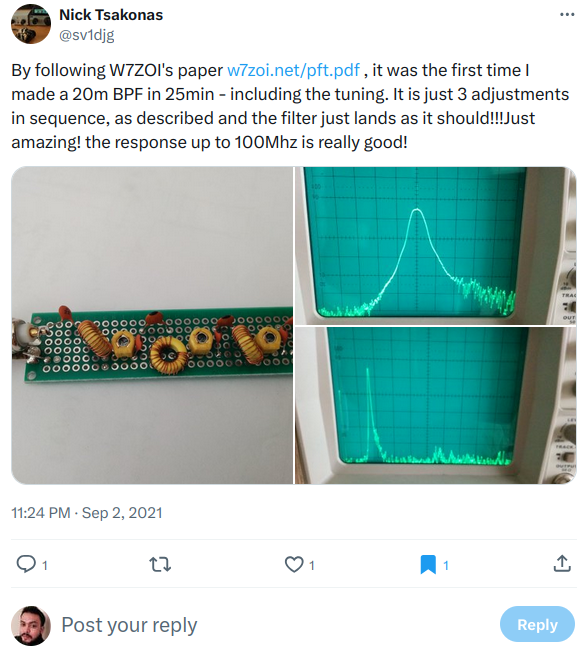 Nick Tsakonas
@sv1djg
By following W7ZOI's paper w7zoi.net/pft.pdf , it was the first time I
made a 20m BPF in 25min - including the tuning. It is just 3 adjustments
in sequence, as described and the filter just lands as it should!!!Just
amazing! the response up to 100Mhz is really good!
11:24 PM · Sep 2, 2021
1
1
1
Post your reply
Reply